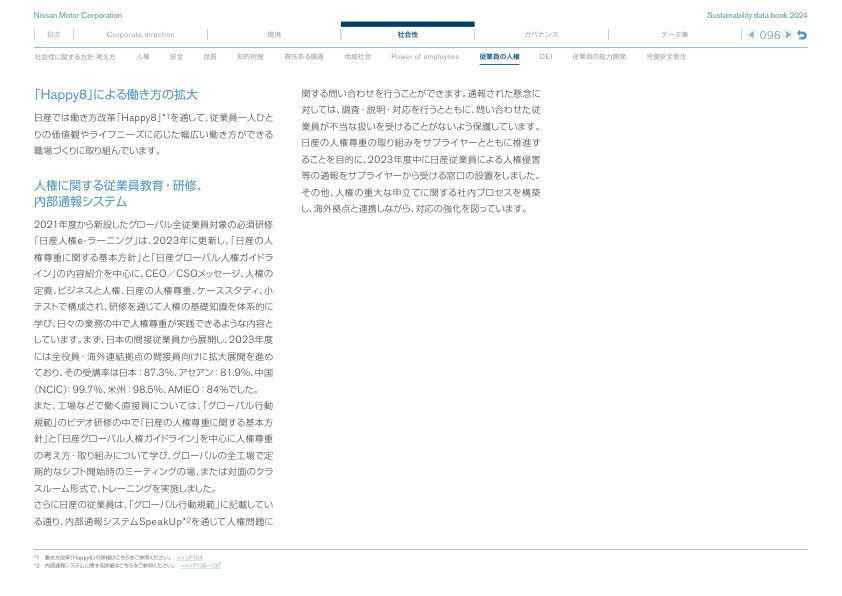 Nissan Motor Corporation
Sustainability data book 2024
目次
Corporate direction
環境
社会性
ガバナンス
データ集
096
社会性に関する方針・考え方
人権
安全
品質
知的財産
責任ある調達
地域社会
Power of employees
従業員の人権
DEI
従業員の能力開発
労働安全衛生
「Happy8」による働き方の拡大
日産では働き方改革「Happy8」*1を通して、従業員一人ひと
りの価値観やライフニーズに応じた幅広い働き方ができる
職場づくりに取り組んでいます。
人権に関する従業員教育・研修、
内部通報システム
2021年度から新設したグローバル全従業員対象の必須研修
「日産人権e-ラーニング」は、2023年に更新し、「日産の人
権尊重に関する基本方針」と「日産グローバル人権ガイドラ
イン」の内容紹介を中心に、CEO／CSOメッセージ、人権の
定義、ビジネスと人権、日産の人権尊重、ケーススタディ、小
テストで構成され、研修を通じて人権の基礎知識を体系的に
学び、日々の業務の中で人権尊重が実践できるような内容と
しています。まず、日本の間接従業員から展開し、2023年度
には全役員・海外連結拠点の間接員向けに拡大展開を進め
ており、その受講率は日本：87.3%、アセアン：81.9%、中国
（NCIC）：99.7%、米州：98.5%、AMIEO：84%でした。
また、工場などで働く直接員については、「グローバル行動
規範」のビデオ研修の中で「日産の人権尊重に関する基本方
針」と「日産グローバル人権ガイドライン」を中心に人権尊重
の考え方・取り組みについて学び、グローバルの全工場で定
期的なシフト開始時のミーティングの場、または対面のクラ
スルーム形式で、トレーニングを実施しました。
さらに日産の従業員は、「グローバル行動規範」に記載してい
る通り、内部通報システムSpeakUp*2を通じて人権問題に
関する問い合わせを行うことができます。通報された懸念に
対しては、調査・説明・対応を行うとともに、問い合わせた従
業員が不当な扱いを受けることがないよう保護しています。
日産の人権尊重の取り組みをサプライヤーとともに推進す
ることを目的に、2023年度中に日産従業員による人権侵害
等の通報をサプライヤーから受ける窓口の設置をしました。
その他、人権の重大な申立てに関する社内プロセスを構築
し、海外拠点と連携しながら、対応の強化を図っています。
*1 働き方改革「Happy8」の詳細はこちらをご参照ください。 >>>P104
*2 内部通報システムに関する詳細はこちらをご参照ください。 >>>P136-137